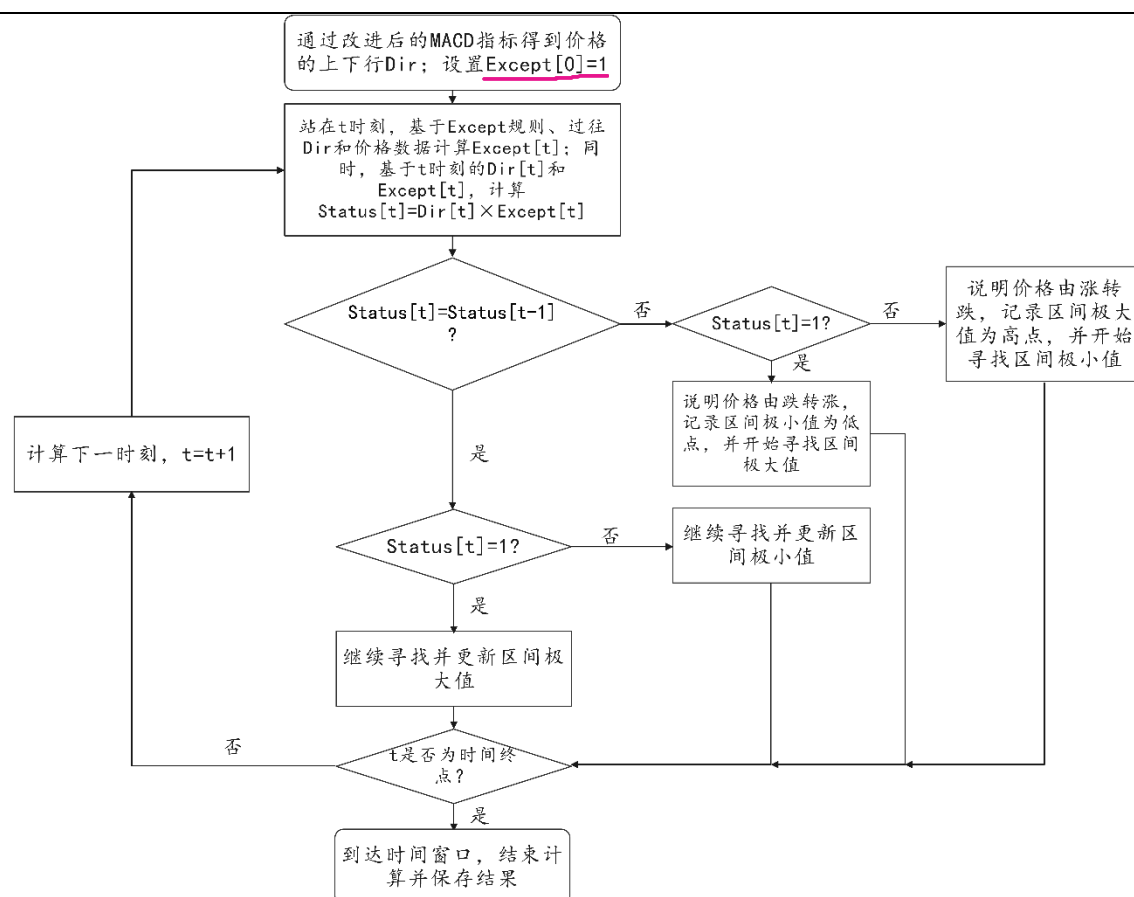 通过改进后的MACD指标得到价格
的上下行Dir；设置Except[0]=1
站在t时刻，基于Except规则、过往
Dir和价格数据计算Except[t]；同
时，基于t时刻的Dir[t]和
Except[t]，计算
Status[t]=Dir[t]×Except[t]
Status[t]=Status[t-1]
?
否
Status[t]=1?
否
说明价格由涨转
跌，记录区间极大
值为高点，并开始
寻找区间极小值
是
说明价格由跌转涨，
记录区间极小值为低
点，并开始寻找区间
极大值
计算下一时刻，t=t+1
是
Status[t]=1?
否
继续寻找并更新区
间极小值
是
继续寻找并更新区间极
大值
否
t是否为时间终
点?
是
到达时间窗口，结束计
算并保存结果